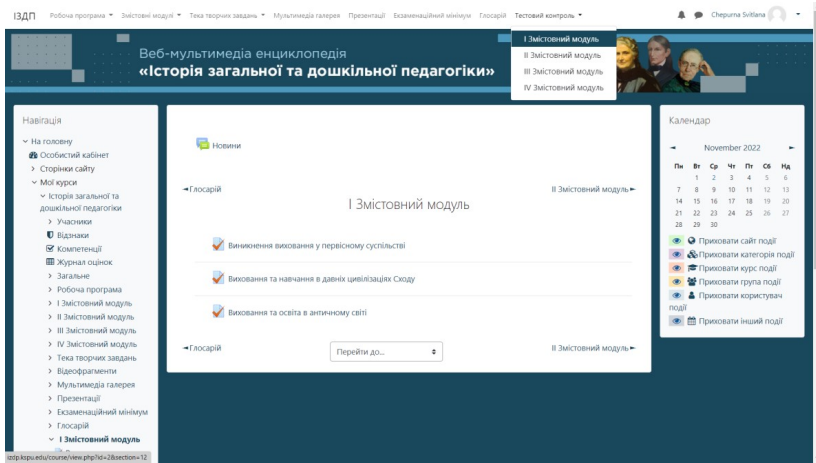 ІЗДП Робоча програма Змістовні модулі Тека творчих завдань Мультимедіа галерея Презентації Екзаменаційний мінімум Глосарій Тестовий контроль Chepurna Svitlana
І Змістовний модуль
ІІ Змістовний модуль
ІІІ Змістовний модуль
IV Змістовний модуль
Веб-мультимедіа енциклопедія
«Історія загальної та дошкільної педагогіки»
Навігація
На головну
Особистий кабінет
Сторінки сайту
Мої курси
Історія загальної та
дошкільної педагогіки
Учасники
Відзнаки
Компетенції
Журнал оцінок
Загальне
Робоча програма
І Змістовний модуль
ІІ Змістовний модуль
ІІІ Змістовний модуль
IV Змістовний модуль
Тека творчих завдань
Відеофрагменти
Мультимедіа галерея
Презентації
Екзаменаційний мінімум
Глосарій
І Змістовний модуль
izdp.kspu.edu/course/view.php?id=2&section=12
Новини
◄Глосарій ІІ Змістовний модуль►
І Змістовний модуль
Виникнення виховання у первісному суспільстві
Виховання та навчання в давніх цивілізаціях Сходу
Виховання та освіта в античному світі
◄Глосарій Перейти до... ІІ Змістовний модуль►
Календар
◄ November 2022 ►
Пн Вт Ср Чт Пт Сб Нд
1 2 3 4 5 6
7 8 9 10 11 12 13
14 15 16 17 18 19 20
21 22 23 24 25 26 27
28 29 30
Приховати сайт події
Приховати категорія події
Приховати курс події
Приховати група події
Приховати користувач
події
Приховати інший події